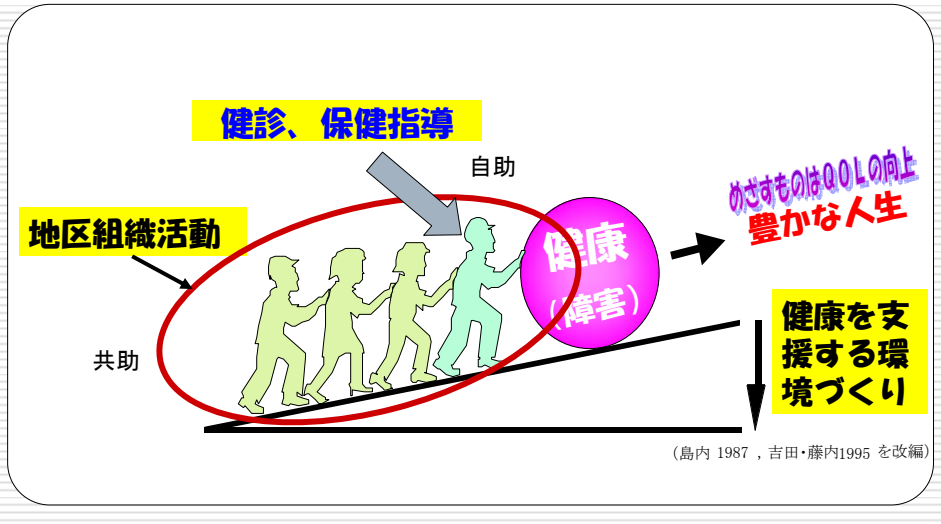 健診、保健指導
自助
めざすものはQOLの向上
豊かな人生
地区組織活動
健康
（障害）
共助
健康を支
援する環
境づくり
(島内 1987 , 吉田・藤内1995 を改編)